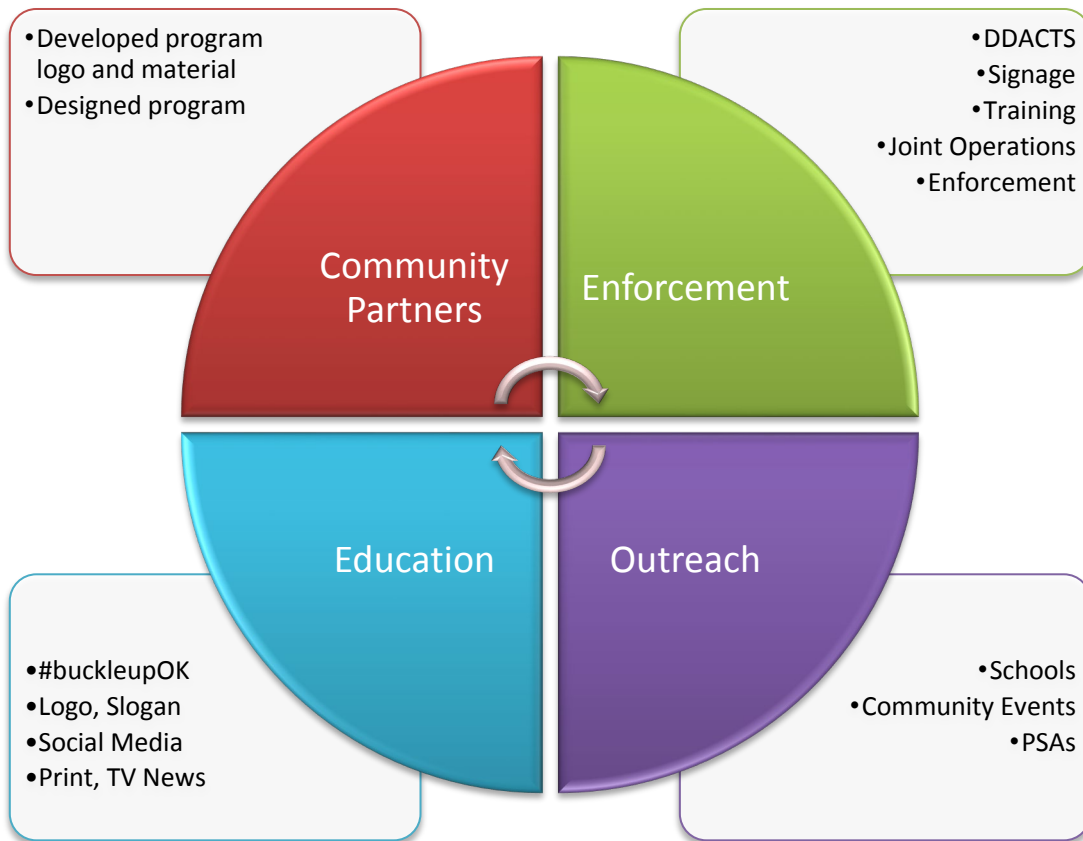 •Developed program
logo and material
•Designed program
•DDACTS
•Signage
•Training
•Joint Operations
•Enforcement
Community
Partners
Enforcement
Education
Outreach
•#buckleupOK
•Logo, Slogan
•Social Media
•Print, TV News
•Schools
•Community Events
•PSAs